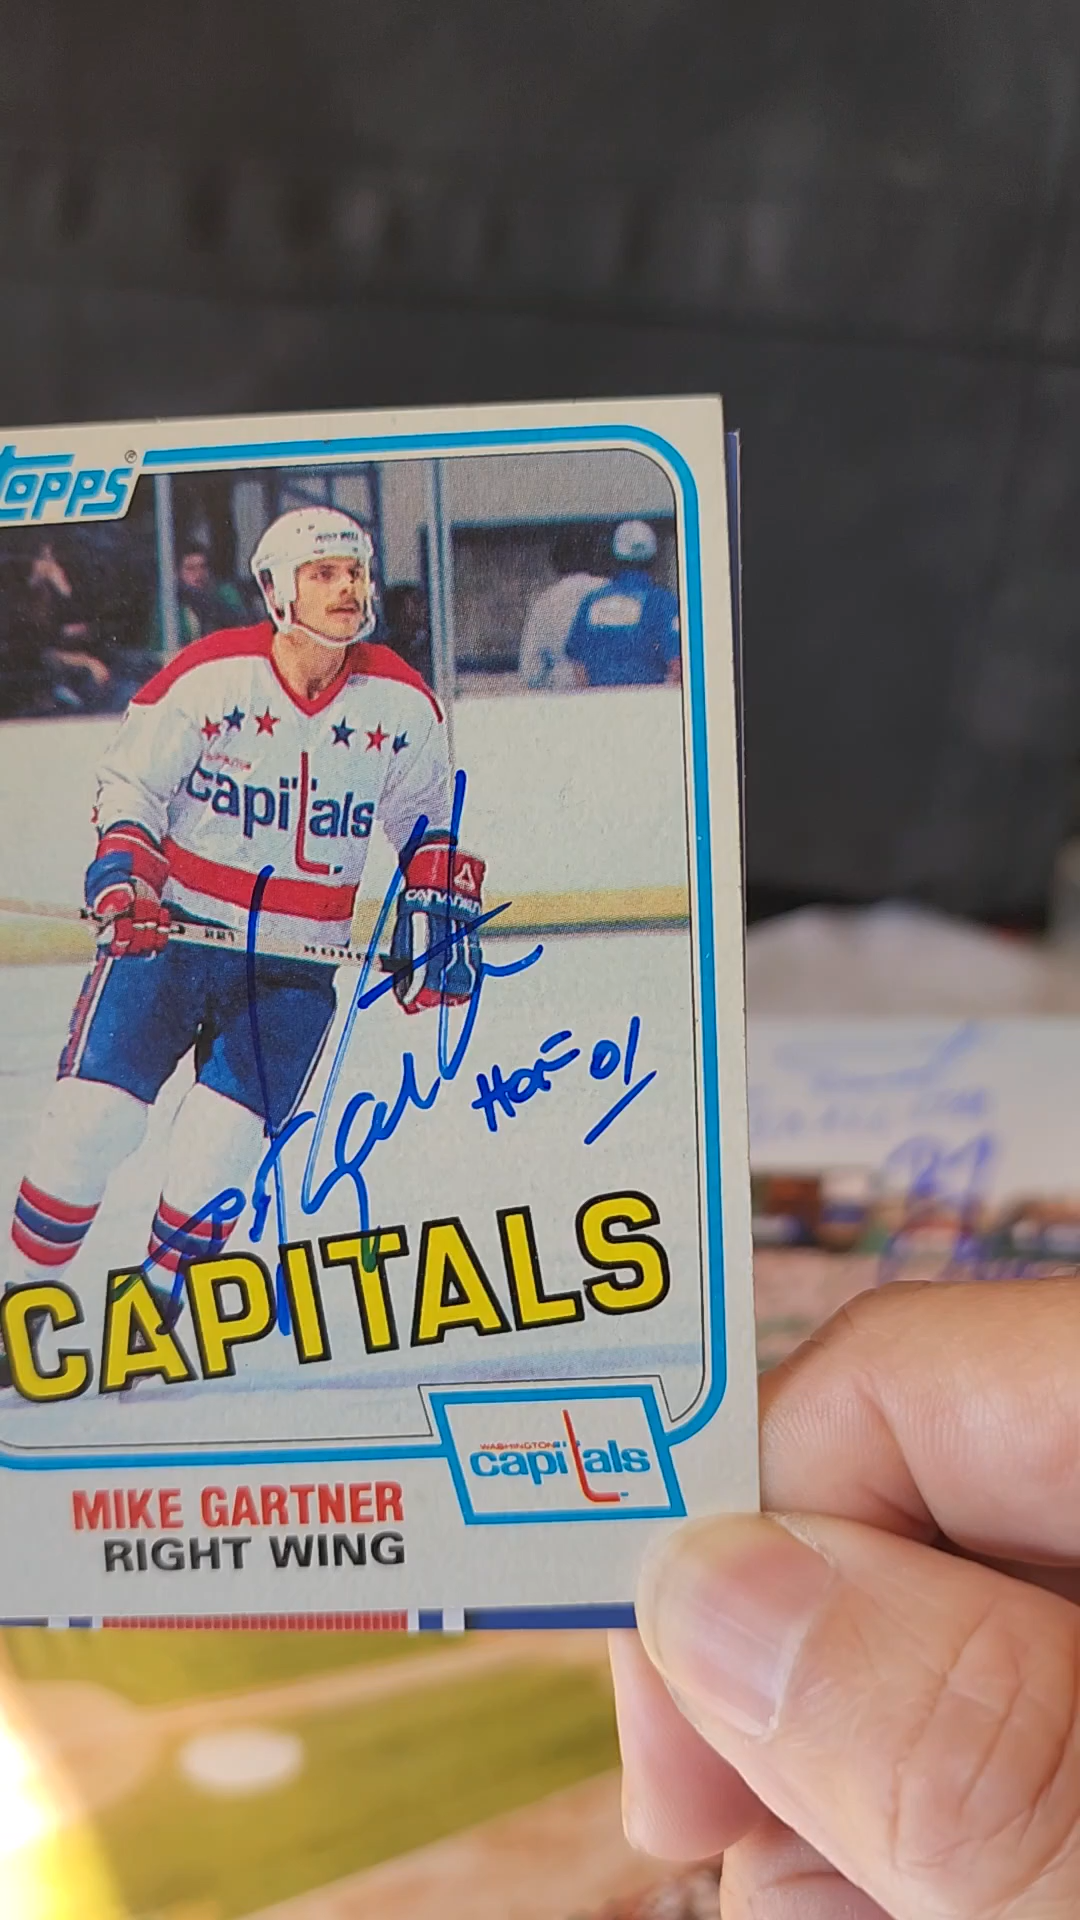 topps
capitals
HOF 01
CAPITALS
WASHINGTON
capitals
MIKE GARTNER
RIGHT WING